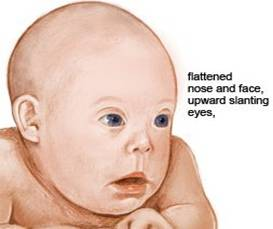 flattened
nose and face,
upward slanting
eyes,